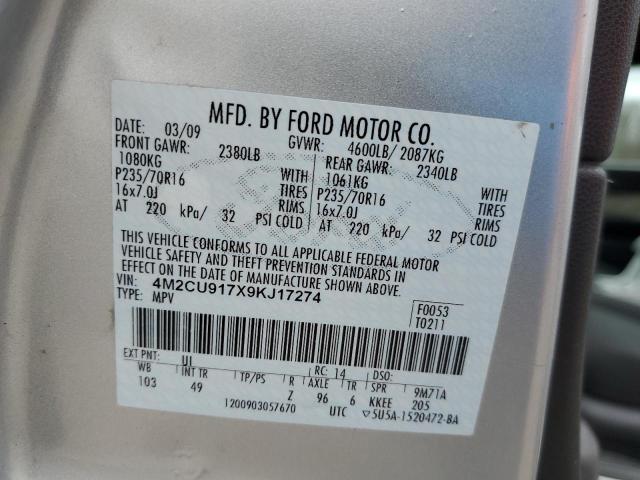 MFD. BY FORD MOTOR CO.
DATE: 03/09 GVWR: 4600LB/ 2087KG
FRONT GAWR: 2380LB REAR GAWR: 2340LB
1080KG WITH 1061KG WITH
P235/70R16 TIRES P235/70R16 TIRES
16x7.0J RIMS 16x7.0J RIMS
AT 220 kPa/ 32 PSI COLD AT 220 kPa/ 32 PSI COLD
THIS VEHICLE CONFORMS TO ALL APPLICABLE FEDERAL MOTOR
VEHICLE SAFETY AND THEFT PREVENTION STANDARDS IN
EFFECT ON THE DATE OF MANUFACTURE SHOWN ABOVE.
VIN: 4M2CU917X9KJ17274 F0053
TYPE: MPV T0211
EXT PNT: UI RC: 14 DSO:
WB INT TR TP/PS R AXLE TR SPR 9M71A
103 49 Z 96 6 KKEE 205
1200903057670 UTC ▽5U5A-1520472-BA